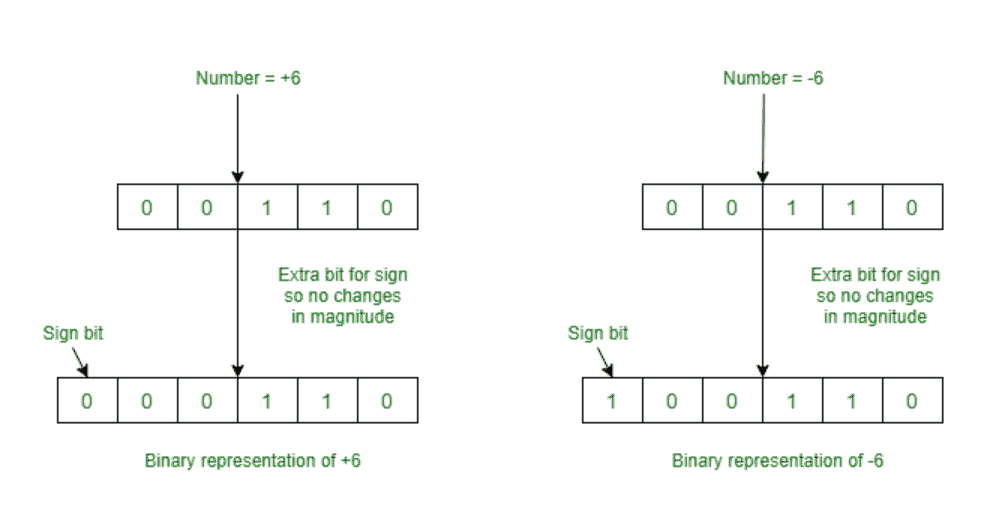 Number = +6
0 0 1 1 0
Extra bit for sign
so no changes
in magnitude
Sign bit
0 0 0 1 1 0
Binary representation of +6
Number = -6
0 0 1 1 0
Extra bit for sign
so no changes
in magnitude
Sign bit
1 0 0 1 1 0
Binary representation of -6